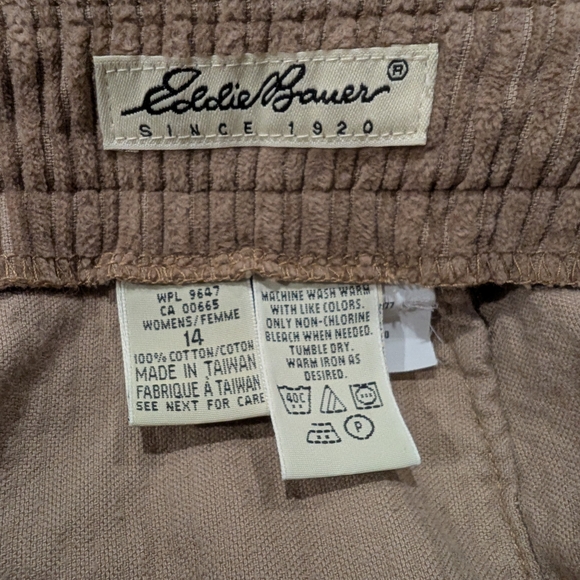 Eddie Bauer®
SINCE 1920
WPL 9647
CA 00665
WOMENS/FEMME
14
100% COTTON/COTON
MADE IN TAIWAN
FABRIQUÉ À TAIWAN
SEE NEXT FOR CARE
MACHINE WASH WARM
WITH LIKE COLORS.
ONLY NON-CHLORINE
BLEACH WHEN NEEDED.
TUMBLE DRY.
WARM IRON AS
DESIRED.
40C
P